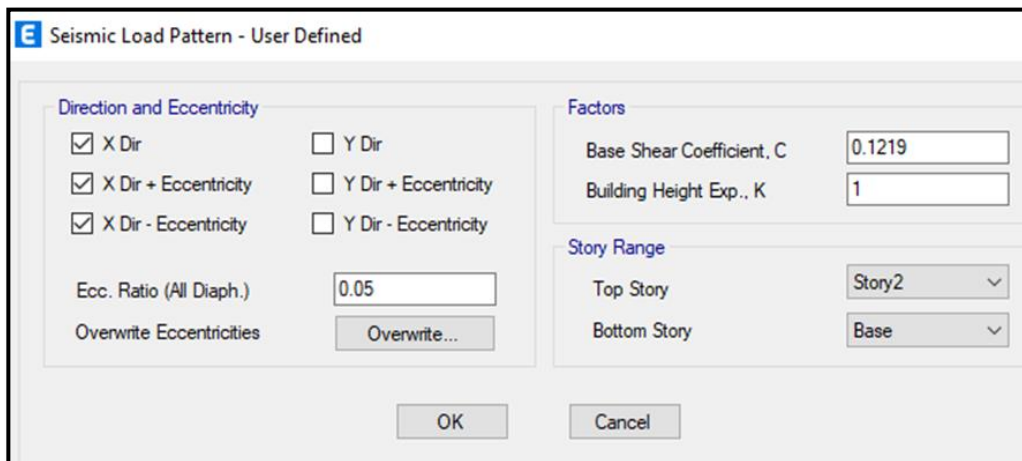 E Seismic Load Pattern - User Defined
Direction and Eccentricity
X Dir
Y Dir
X Dir + Eccentricity
Y Dir + Eccentricity
X Dir - Eccentricity
Y Dir - Eccentricity
Ecc. Ratio (All Diaph.)
0.05
Overwrite Eccentricities
Overwrite...
Factors
Base Shear Coefficient, C
0.1219
Building Height Exp., K
1
Story Range
Top Story
Story2
Bottom Story
Base
OK
Cancel